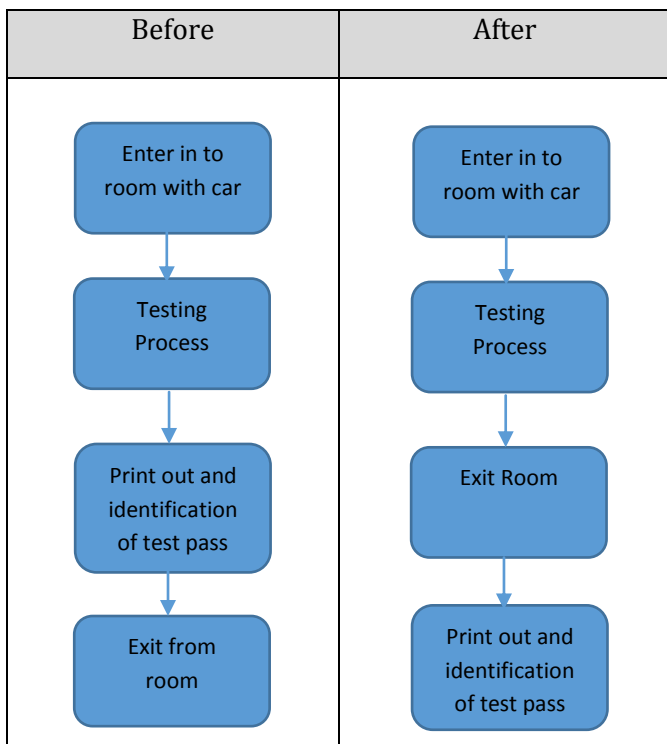 Before
After
Enter in to
room with car
Testing
Process
Print out and
identification
of test pass
Exit from
room
Enter in to
room with car
Testing
Process
Exit Room
Print out and
identification
of test pass